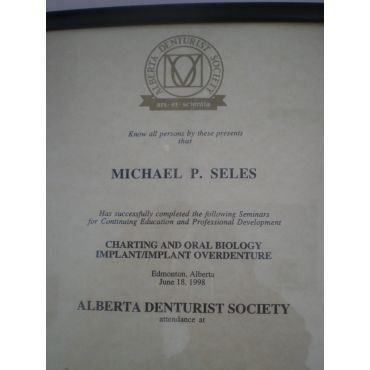 ALBERTA DENTURIST SOCIETY
ars·et·scientia
Know all persons by these presents
that
MICHAEL P. SELES
Has successfully completed the following Seminars
for Continuing Education and Professional Development
CHARTING AND ORAL BIOLOGY
IMPLANT/IMPLANT OVERDENTURE
Edmonton, Alberta
June 18, 1998
ALBERTA DENTURIST SOCIETY
attendance at